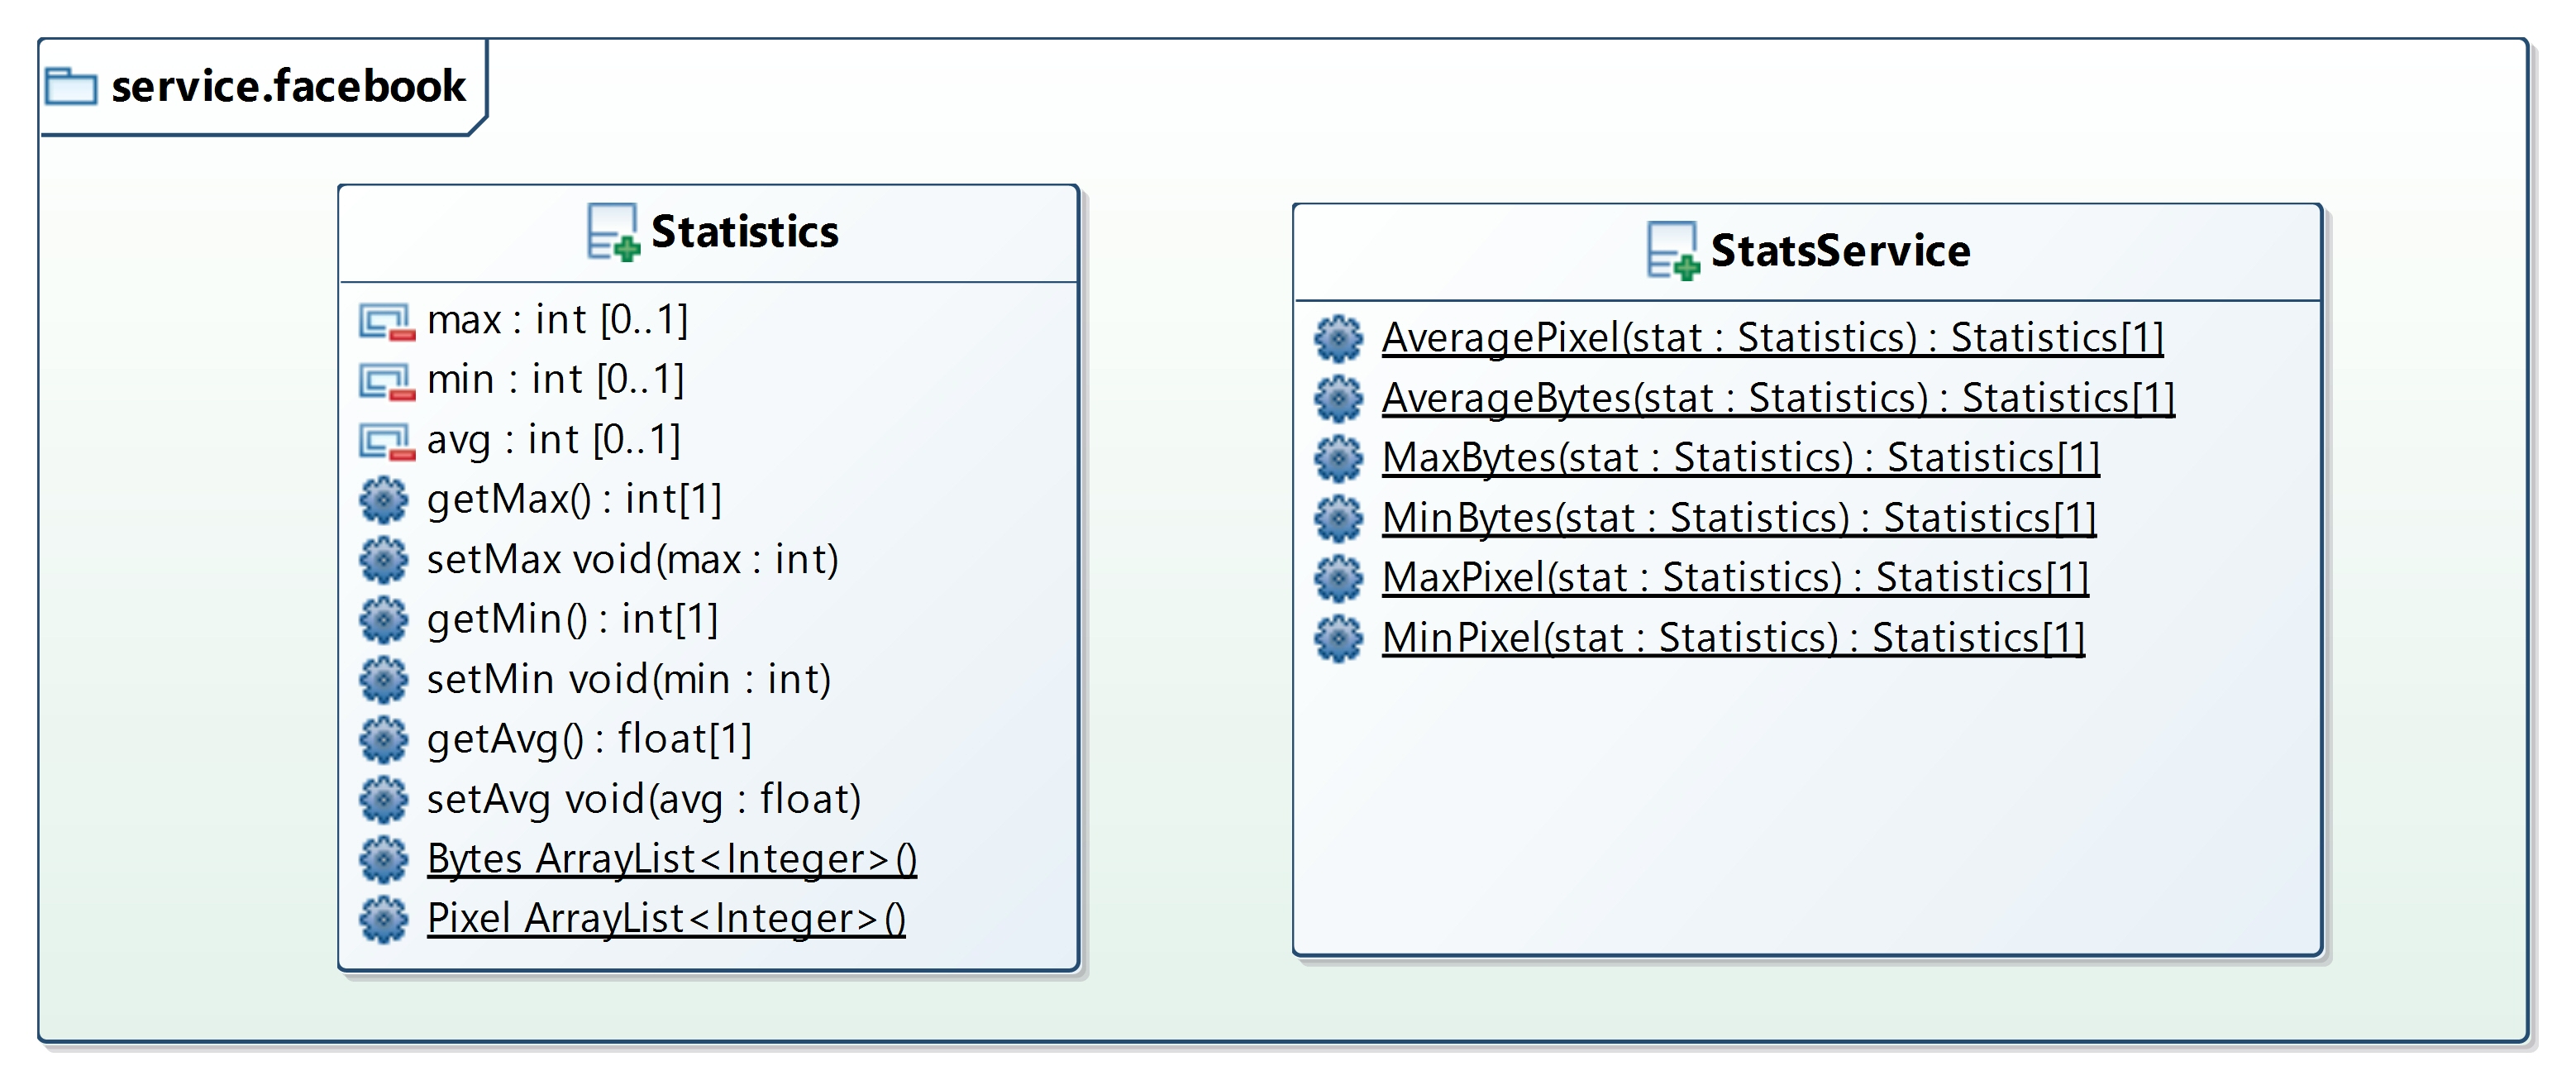 service.facebook
Statistics
max : int [0..1]
min : int [0..1]
avg : int [0..1]
getMax() : int[1]
setMax void(max : int)
getMin() : int[1]
setMin void(min : int)
getAvg() : float[1]
setAvg void(avg : float)
Bytes ArrayList<Integer>()
Pixel ArrayList<Integer>()
StatsService
AveragePixel(stat : Statistics) : Statistics[1]
AverageBytes(stat : Statistics) : Statistics[1]
MaxBytes(stat : Statistics) : Statistics[1]
MinBytes(stat : Statistics) : Statistics[1]
MaxPixel(stat : Statistics) : Statistics[1]
MinPixel(stat : Statistics) : Statistics[1]